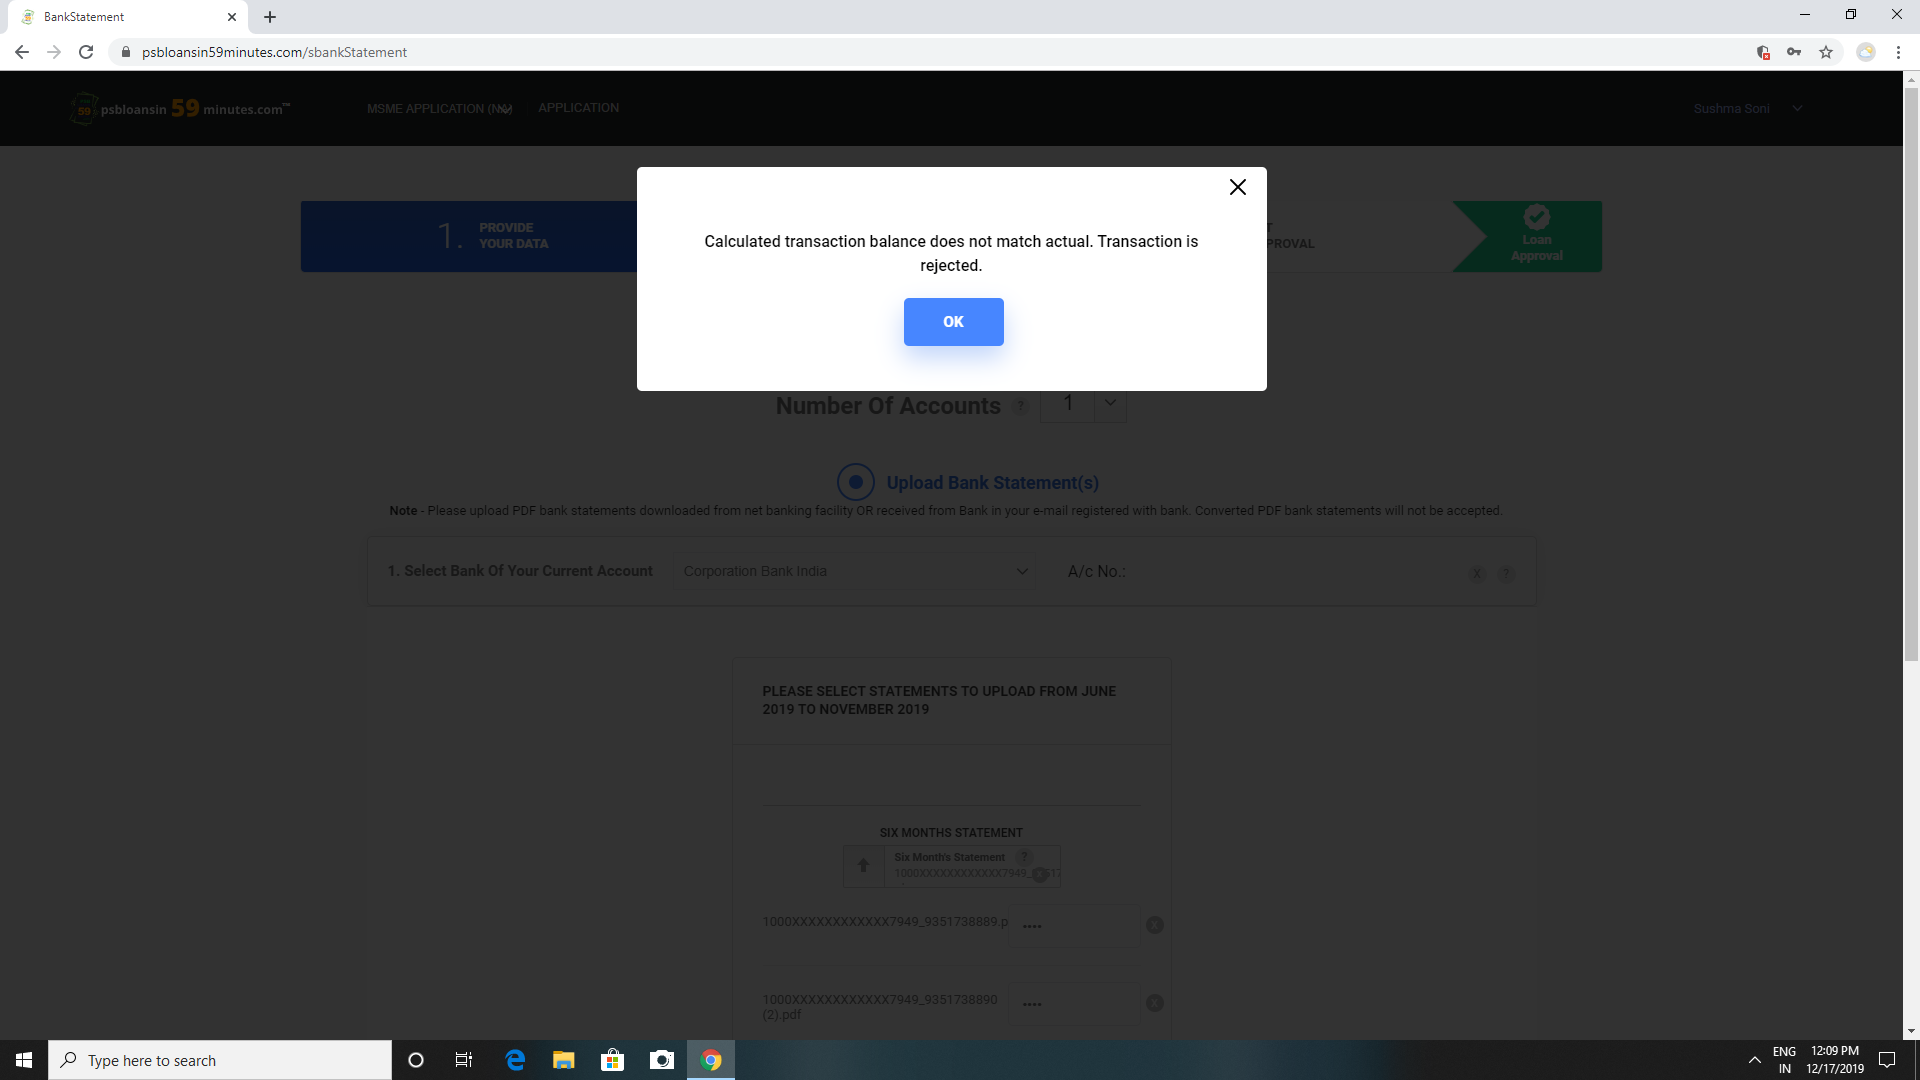 BankStatement
psbloansin59minutes.com/sbankStatement
59 psbloansin 59 minutes.com™
MSME APPLICATION
APPLICATION
Sushma Soni
1. PROVIDE
YOUR DATA
Loan
Approval
Calculated transaction balance does not match actual. Transaction is
rejected.
OK
Number Of Accounts ? 1
Upload Bank Statement(s)
Note - Please upload PDF bank statements downloaded from net banking facility OR received from Bank in your e-mail registered with bank. Converted PDF bank statements will not be accepted.
1. Select Bank Of Your Current Account Corporation Bank India A/c No.: X ?
PLEASE SELECT STATEMENTS TO UPLOAD FROM JUNE
2019 TO NOVEMBER 2019
SIX MONTHS STATEMENT
Six Month's Statement ?
1000XXXXXXXXXXXX7949_
1000XXXXXXXXXXXX7949_9351738889.p •••• X
1000XXXXXXXXXXXX7949_9351738890 •••• X
(2).pdf
Type here to search
ENG
IN
12:09 PM
12/17/2019